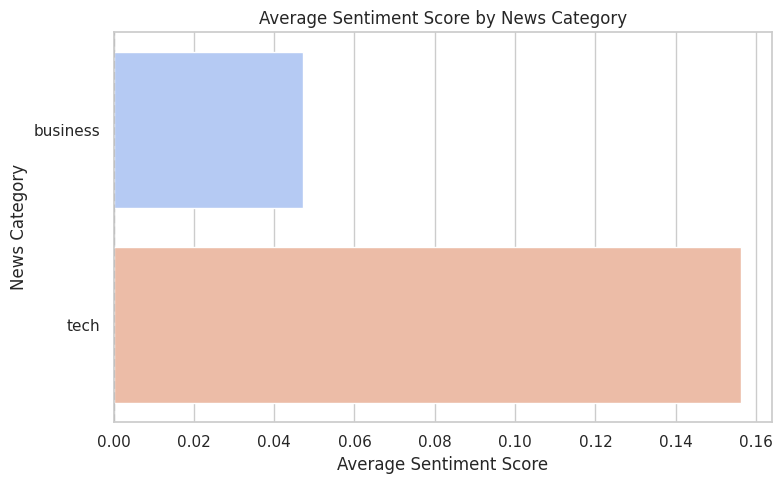 Average Sentiment Score by News Category
News Category
business
tech
0.00 0.02 0.04 0.06 0.08 0.10 0.12 0.14 0.16
Average Sentiment Score